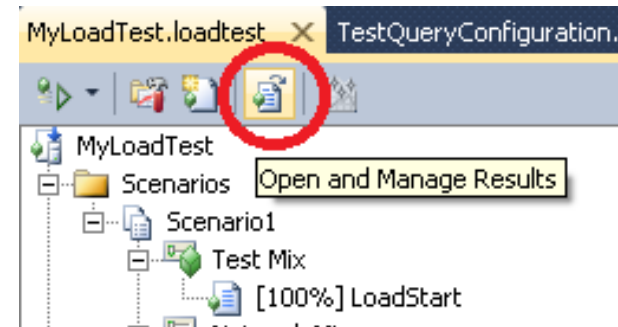 MyLoadTest.loadtest TestQueryConfiguration.
MyLoadTest
Scenarios
Open and Manage Results
Scenario1
Test Mix
[100%] LoadStart